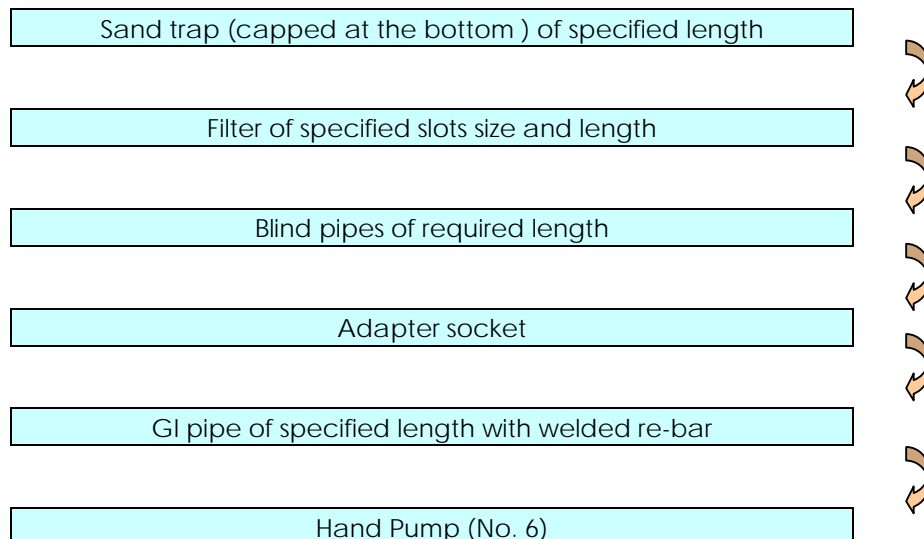 Sand trap (capped at the bottom ) of specified length
Filter of specified slots size and length
Blind pipes of required length
Adapter socket
GI pipe of specified length with welded re-bar
Hand Pump (No. 6)